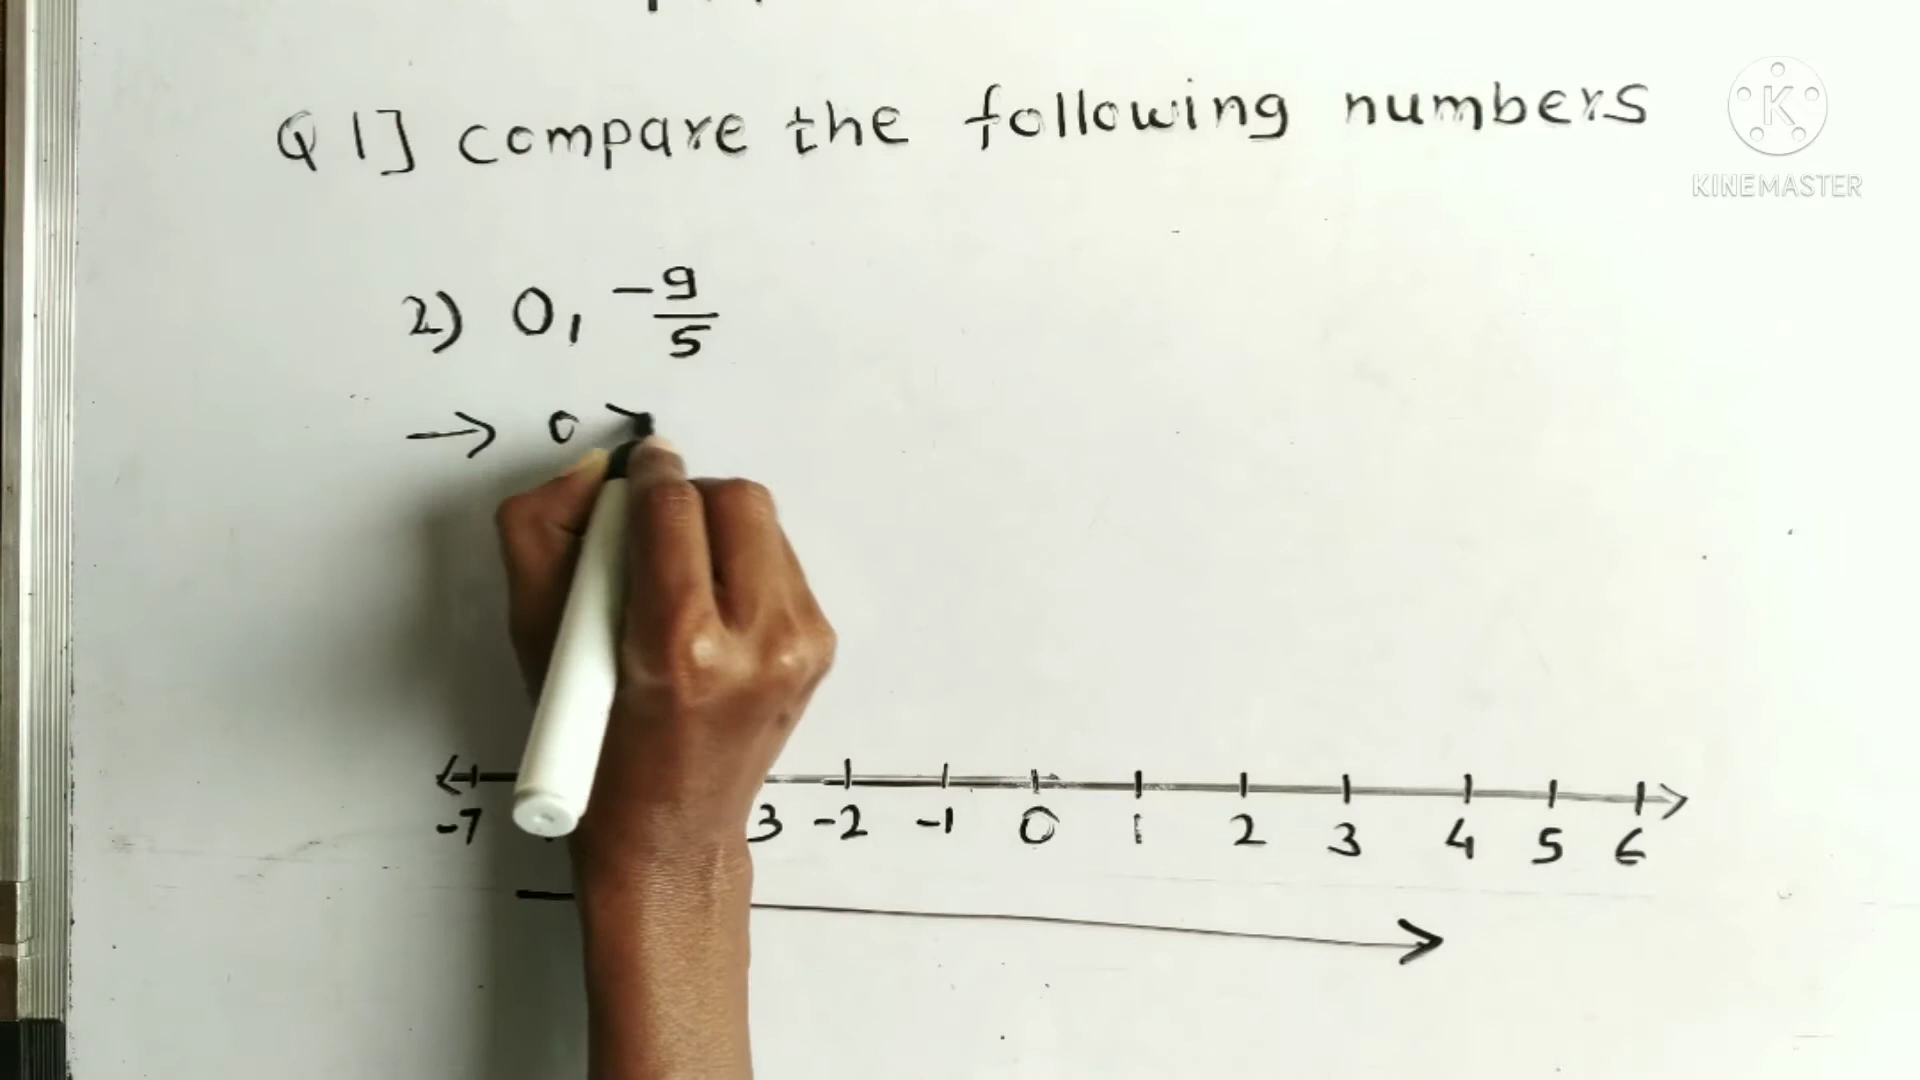 Q 1] compare the following numbers
K
KINEMASTER
2) 0, -9/5
→ 0 >
-7 3 -2 -1 0 1 2 3 4 5 6